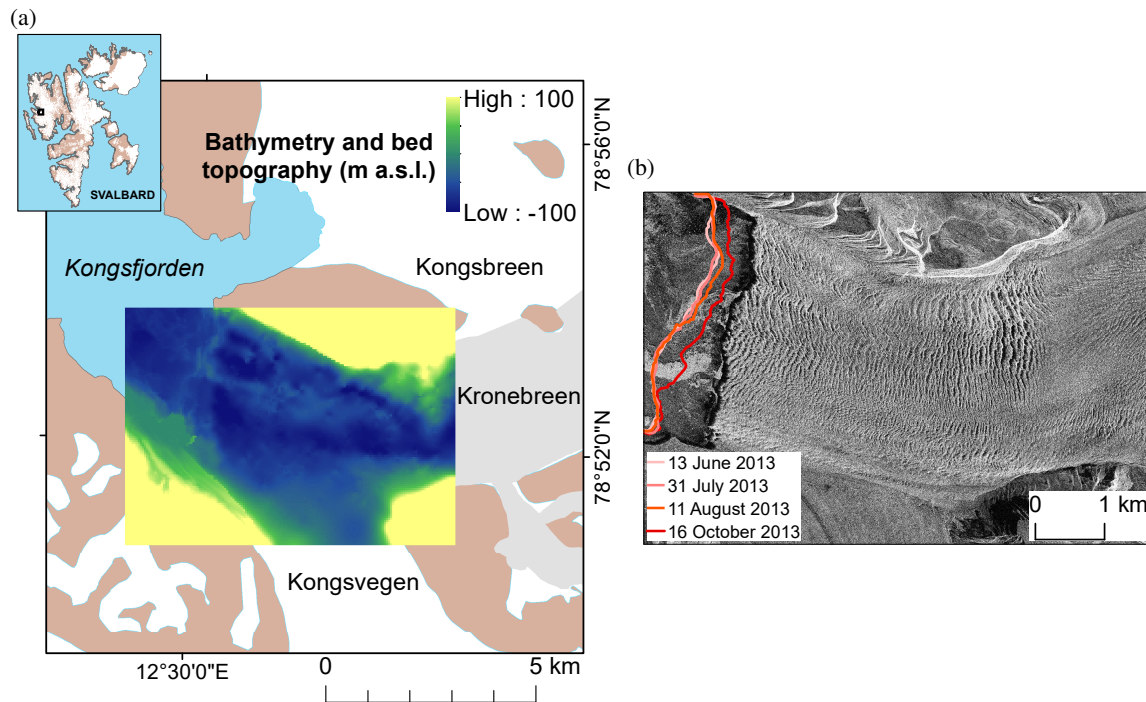 (a)
SVALBARD
High : 100
Bathymetry and bed
topography (m a.s.l.)
Low : -100
78°56'0"N
Kongsfjorden
Kongsbreen
Kronebreen
78°52'0"N
Kongsvegen
12°30'0"E
0 5 km
(b)
13 June 2013
31 July 2013
11 August 2013
16 October 2013
0 1 km